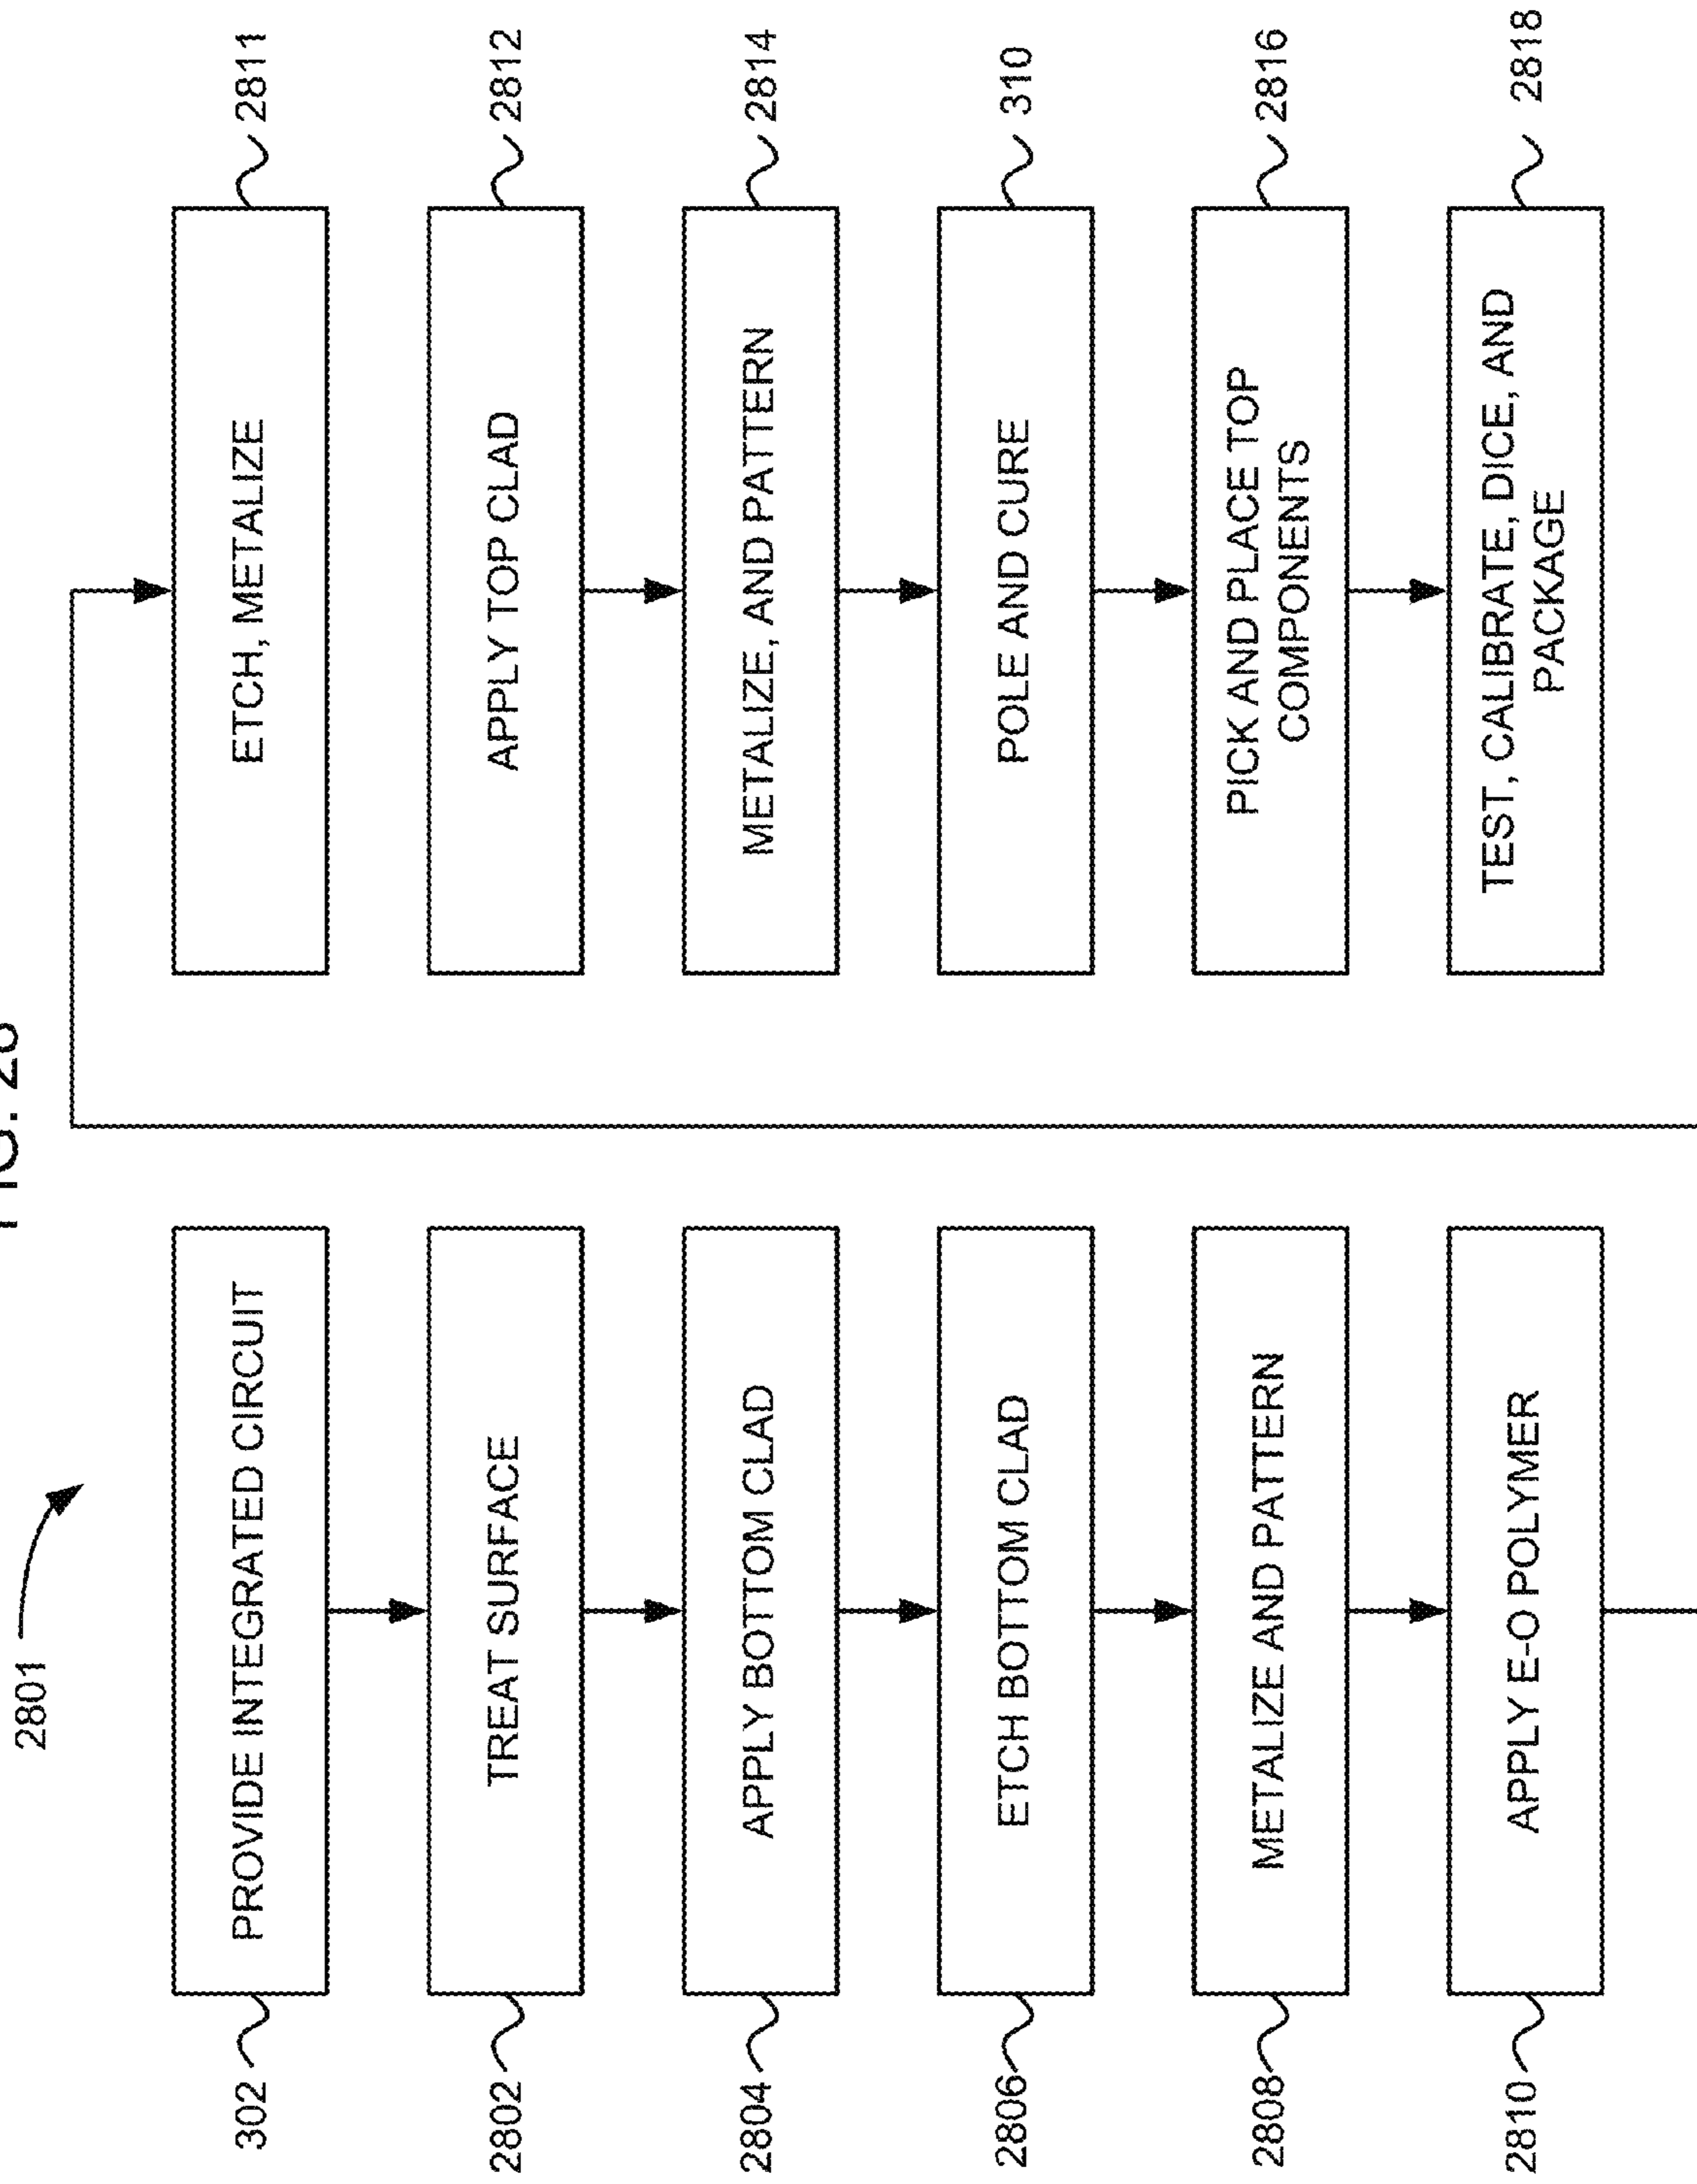 FIG. 28
2801
302
PROVIDE INTEGRATED CIRCUIT
2802
TREAT SURFACE
2804
APPLY BOTTOM CLAD
2806
ETCH BOTTOM CLAD
2808
METALIZE AND PATTERN
2810
APPLY E-O POLYMER
ETCH, METALIZE
2811
APPLY TOP CLAD
2812
METALIZE, AND PATTERN
2814
POLE AND CURE
310
PICK AND PLACE TOP
COMPONENTS
2816
TEST, CALIBRATE, DICE, AND
PACKAGE
2818